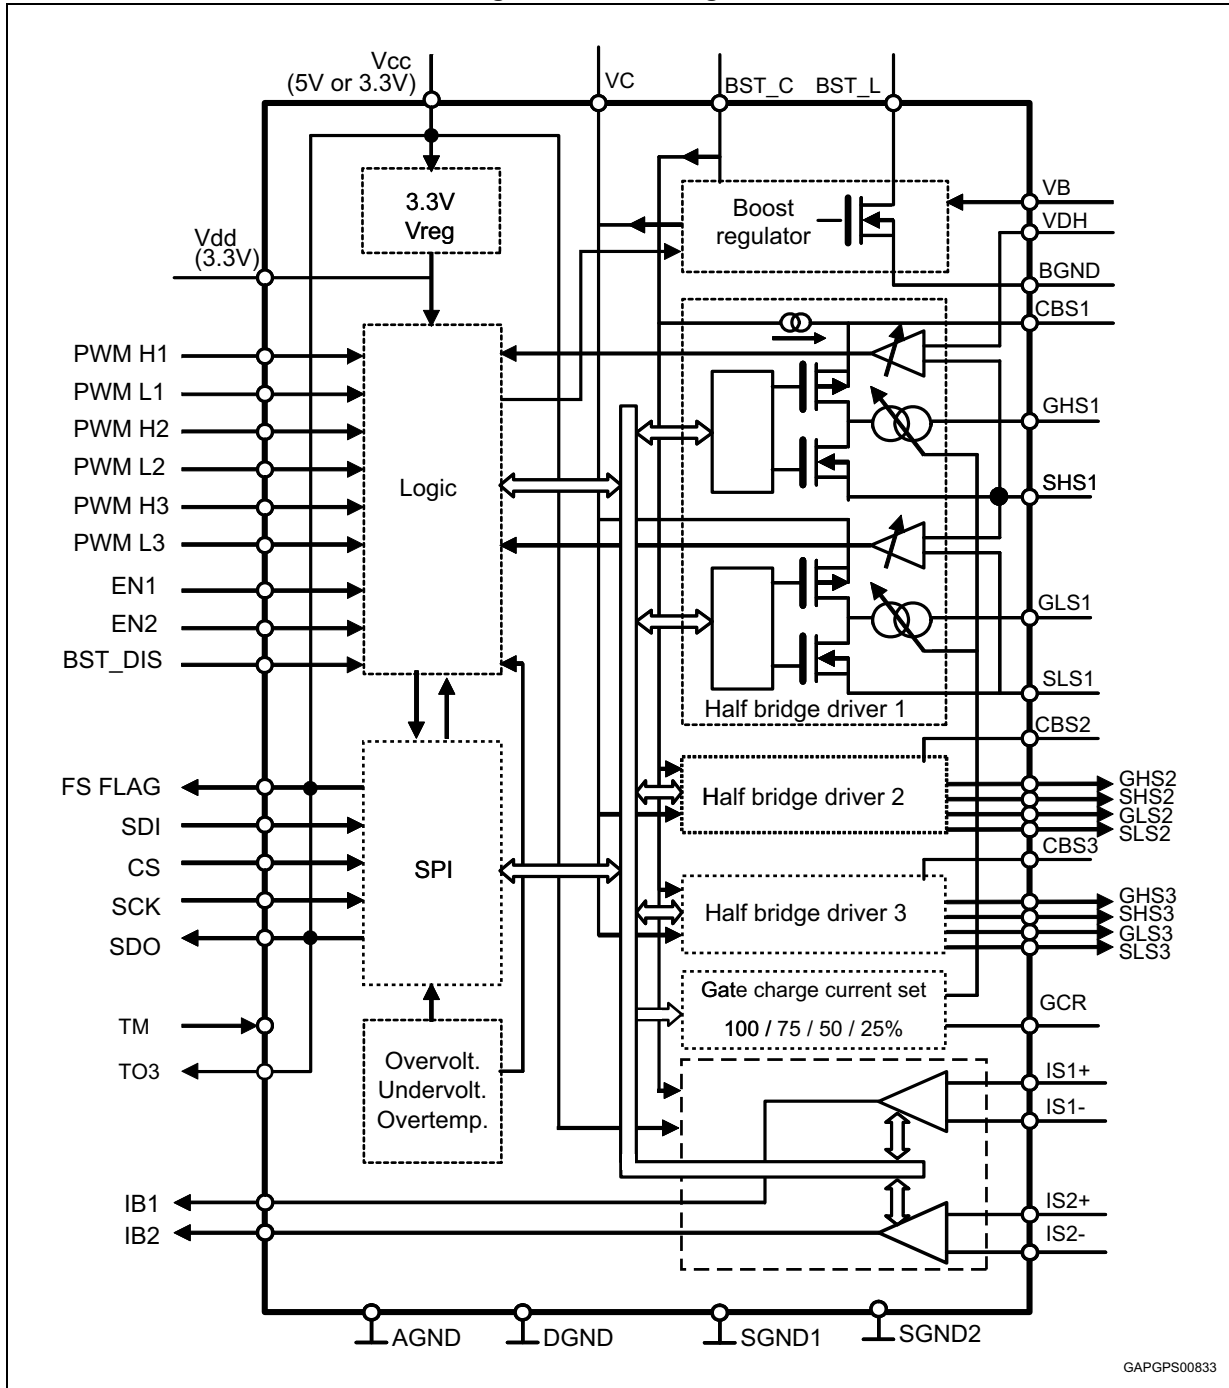 Vcc
(5V or 3.3V)
VC
BST_C
BST_L
3.3V
Vreg
Boost
regulator
VB
VDH
BGND
CBS1
Vdd
(3.3V)
PWM H1
PWM L1
PWM H2
PWM L2
PWM H3
PWM L3
EN1
EN2
BST_DIS
Logic
GHS1
SHS1
GLS1
SLS1
Half bridge driver 1
CBS2
FS FLAG
SDI
CS
SCK
SDO
SPI
Half bridge driver 2
GHS2
SHS2
GLS2
SLS2
CBS3
Half bridge driver 3
GHS3
SHS3
GLS3
SLS3
Gate charge current set
100 / 75 / 50 / 25%
GCR
TM
TO3
Overvolt.
Undervolt.
Overtemp.
IS1+
IS1-
IB1
IB2
IS2+
IS2-
AGND
DGND
SGND1
SGND2
GAPGPS00833